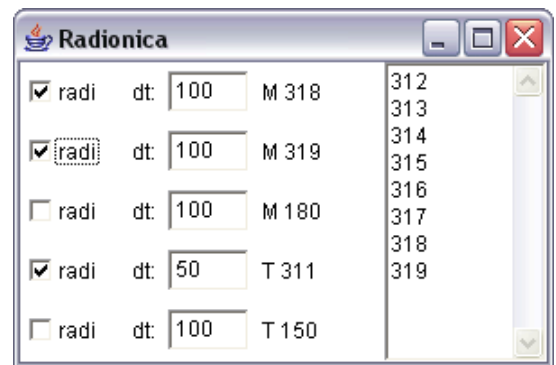 Radionica
radi dt: 100 M 318
radi dt: 100 M 319
radi dt: 100 M 180
radi dt: 50 T 311
radi dt: 100 T 150
312
313
314
315
316
317
318
319